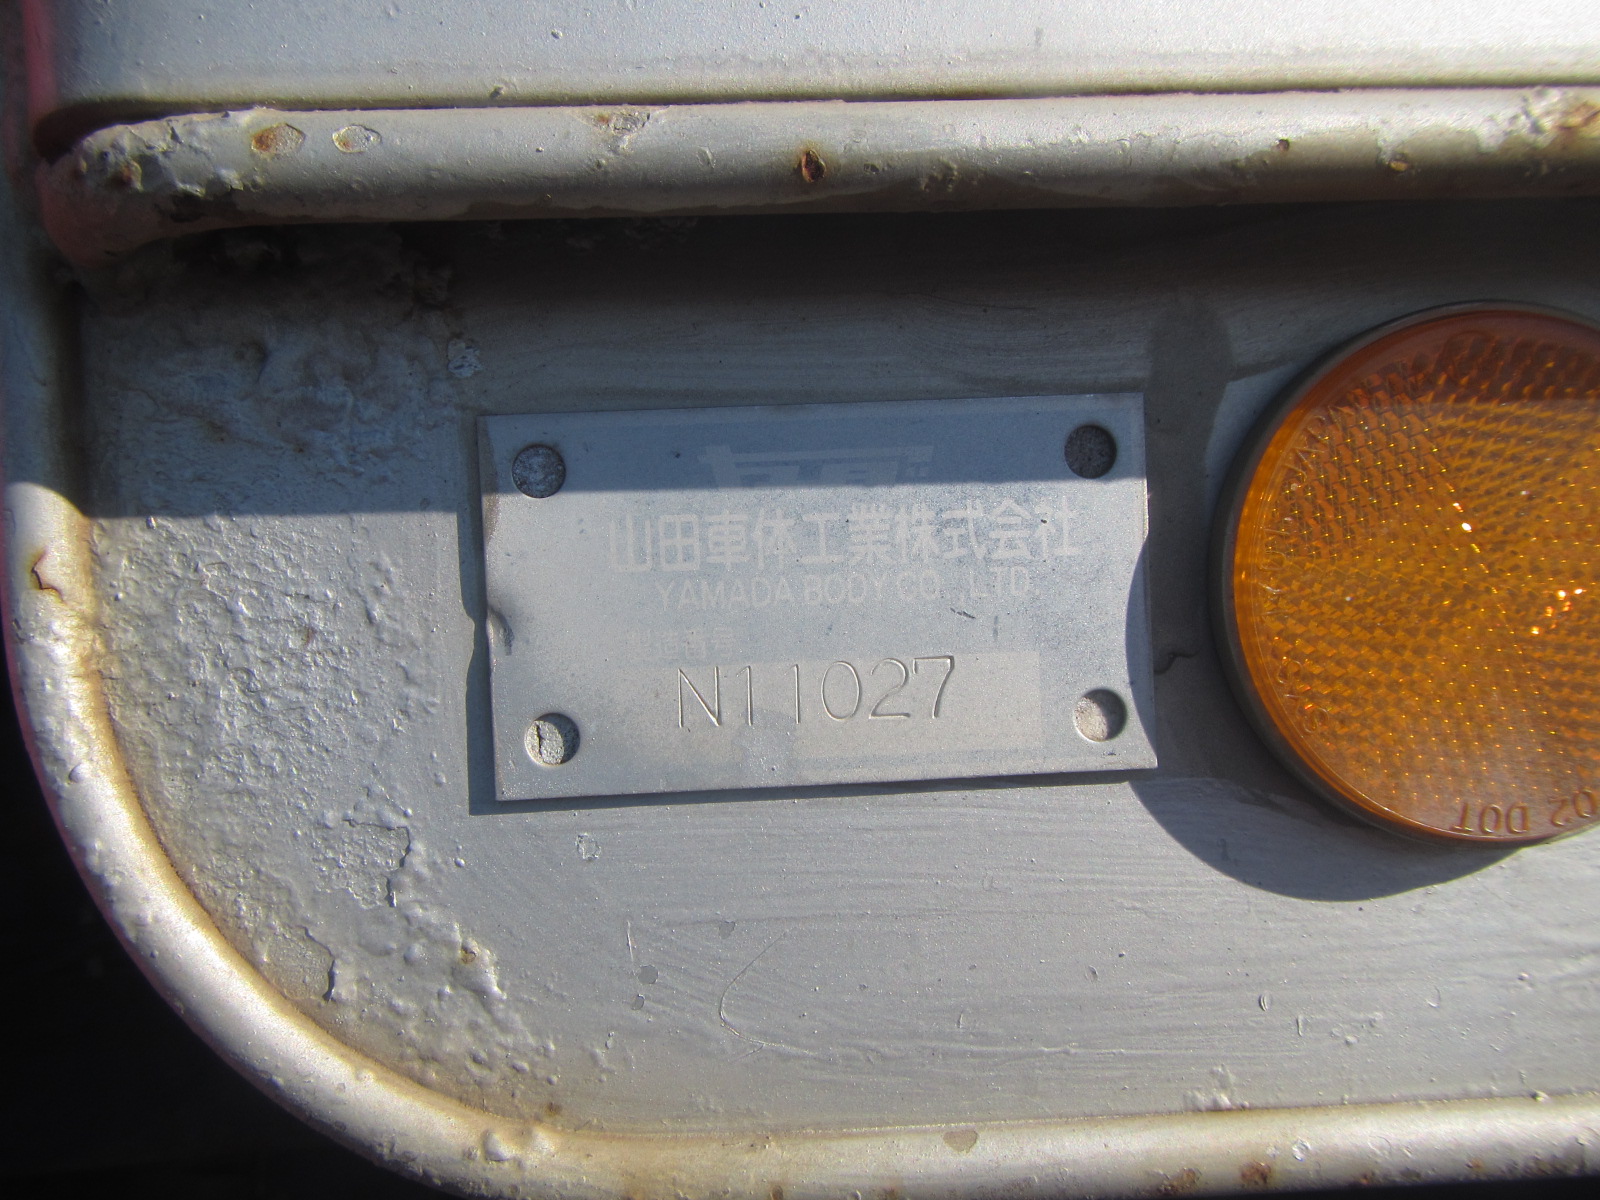 山田車体工業株式会社
YAMADA BODY CO.,LTD.
製造番号
N11027
02 DOT